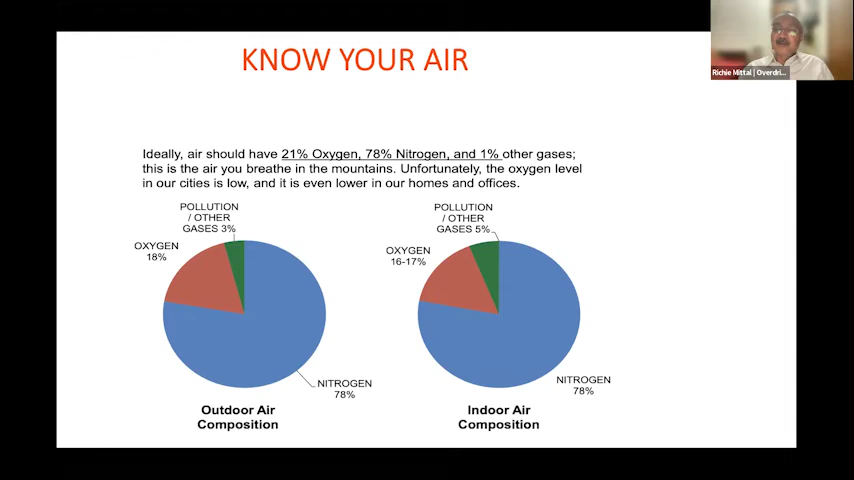 KNOW YOUR AIR
Richie Mittal | Overdri...
Ideally, air should have 21% Oxygen, 78% Nitrogen, and 1% other gases;
this is the air you breathe in the mountains. Unfortunately, the oxygen level
in our cities is low, and it is even lower in our homes and offices.
POLLUTION
/ OTHER
GASES 3%
OXYGEN
18%
NITROGEN
78%
Outdoor Air
Composition
POLLUTION
/ OTHER
GASES 5%
OXYGEN
16-17%
NITROGEN
78%
Indoor Air
Composition